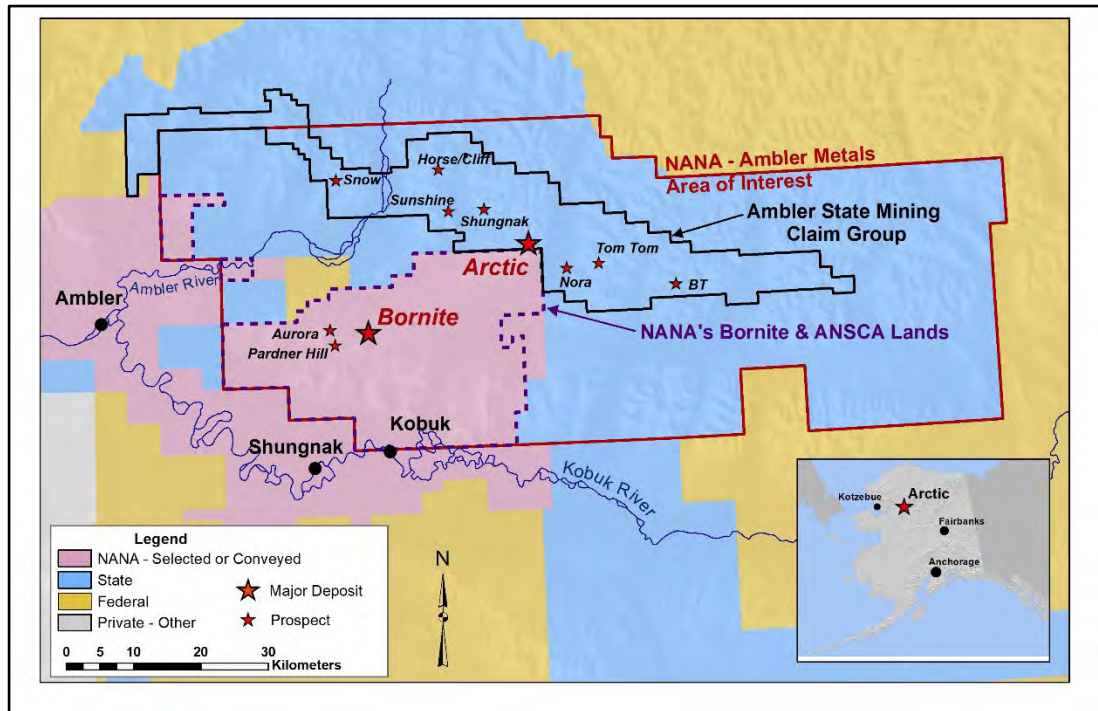 Horse/Cliff
NANA - Ambler Metals
Area of Interest
Snow
Sunshine
Shungnak
Ambler State Mining
Claim Group
Arctic
Tom Tom
Nora
BT
Ambler River
Ambler
Bornite
NANA's Bornite & ANSCA Lands
Aurora
Pardner Hill
Kobuk
Shungnak
Kobuk River
Legend
NANA - Selected or Conveyed
State
Federal
Private - Other
Major Deposit
Prospect
0 5 10 20 30
Kilometers
N
Kotzebue
Arctic
Fairbanks
Anchorage